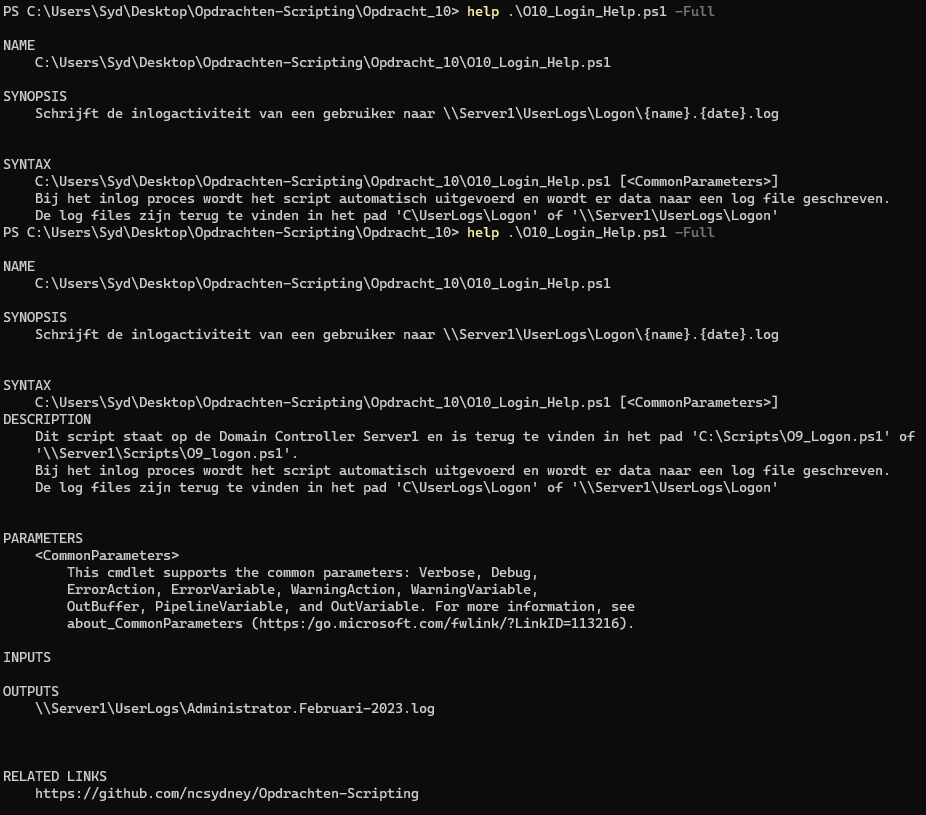 PS C:\Users\Syd\Desktop\Opdrachten-Scripting\Opdracht_10> help .\O10_Login_Help.ps1 -Full
NAME
C:\Users\Syd\Desktop\Opdrachten-Scripting\Opdracht_10\O10_Login_Help.ps1
SYNOPSIS
Schrijft de inlogactiviteit van een gebruiker naar \\Server1\UserLogs\Logon\{name}.{date}.log
SYNTAX
C:\Users\Syd\Desktop\Opdrachten-Scripting\Opdracht_10\O10_Login_Help.ps1 [<CommonParameters>]
Bij het inlog proces wordt het script automatisch uitgevoerd en wordt er data naar een log file geschreven.
De log files zijn terug te vinden in het pad 'C\UserLogs\Logon' of '\\Server1\UserLogs\Logon'
PS C:\Users\Syd\Desktop\Opdrachten-Scripting\Opdracht_10> help .\O10_Login_Help.ps1 -Full
NAME
C:\Users\Syd\Desktop\Opdrachten-Scripting\Opdracht_10\O10_Login_Help.ps1
SYNOPSIS
Schrijft de inlogactiviteit van een gebruiker naar \\Server1\UserLogs\Logon\{name}.{date}.log
SYNTAX
C:\Users\Syd\Desktop\Opdrachten-Scripting\Opdracht_10\O10_Login_Help.ps1 [<CommonParameters>]
DESCRIPTION
Dit script staat op de Domain Controller Server1 en is terug te vinden in het pad 'C:\Scripts\O9_Logon.ps1' of
'\\Server1\Scripts\O9_logon.ps1'.
Bij het inlog proces wordt het script automatisch uitgevoerd en wordt er data naar een log file geschreven.
De log files zijn terug te vinden in het pad 'C\UserLogs\Logon' of '\\Server1\UserLogs\Logon'
PARAMETERS
<CommonParameters>
This cmdlet supports the common parameters: Verbose, Debug,
ErrorAction, ErrorVariable, WarningAction, WarningVariable,
OutBuffer, PipelineVariable, and OutVariable. For more information, see
about_CommonParameters (https:/go.microsoft.com/fwlink/?LinkID=113216).
INPUTS
OUTPUTS
\\Server1\UserLogs\Administrator.Februari-2023.log
RELATED LINKS
https://github.com/ncsydney/Opdrachten-Scripting